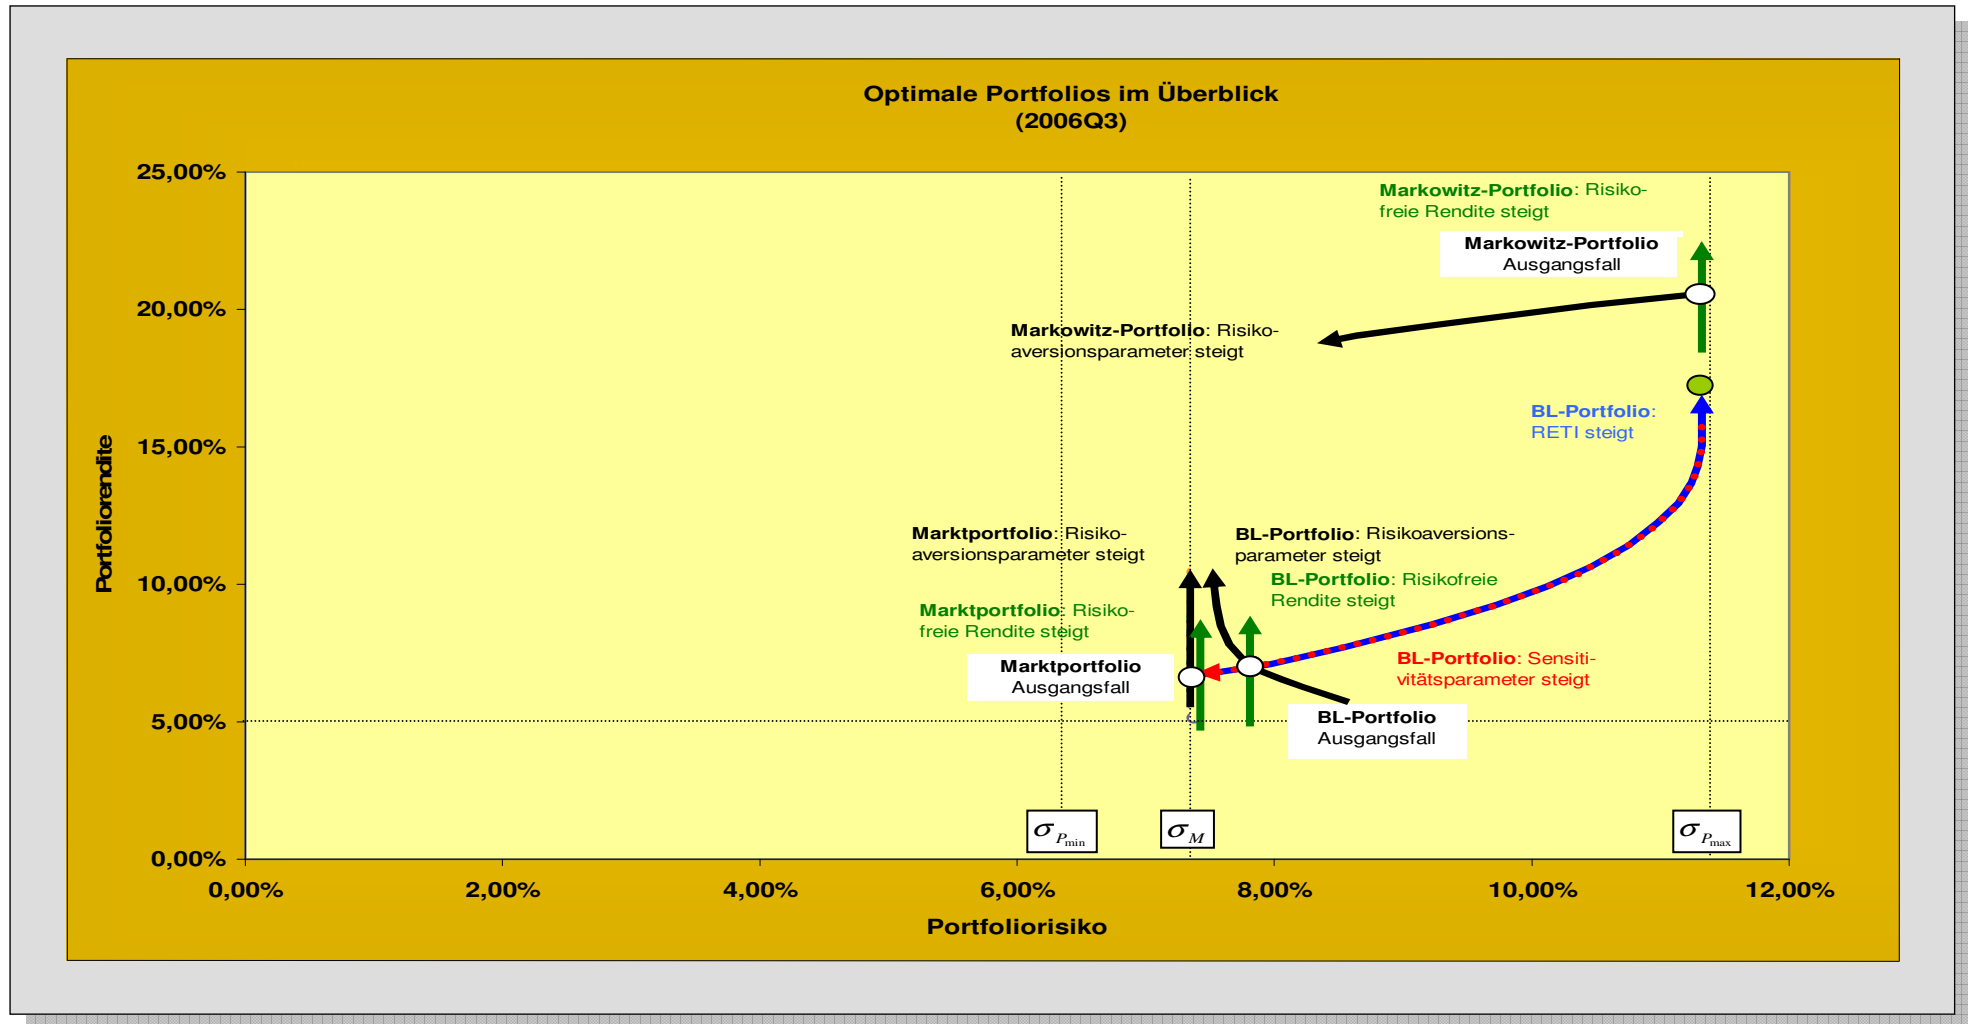 Optimale Portfolios im Überblick
(2006Q3)
25,00%
20,00%
15,00%
10,00%
5,00%
0,00%
Portfoliorendite
Markowitz-Portfolio: Risiko-
freie Rendite steigt
Markowitz-Portfolio
Ausgangsfall
Markowitz-Portfolio: Risiko-
aversionsparameter steigt
BL-Portfolio:
RETI steigt
Marktportfolio: Risiko-
aversionsparameter steigt
BL-Portfolio: Risikoaversions-
parameter steigt
BL-Portfolio: Risikofreie
Rendite steigt
Marktportfolio: Risiko-
freie Rendite steigt
Marktportfolio
Ausgangsfall
BL-Portfolio: Sensiti-
vitätsparameter steigt
BL-Portfolio
Ausgangsfall
σ P min
σ M
σ P max
0,00%
2,00%
4,00%
6,00%
8,00%
10,00%
12,00%
Portfoliorisiko